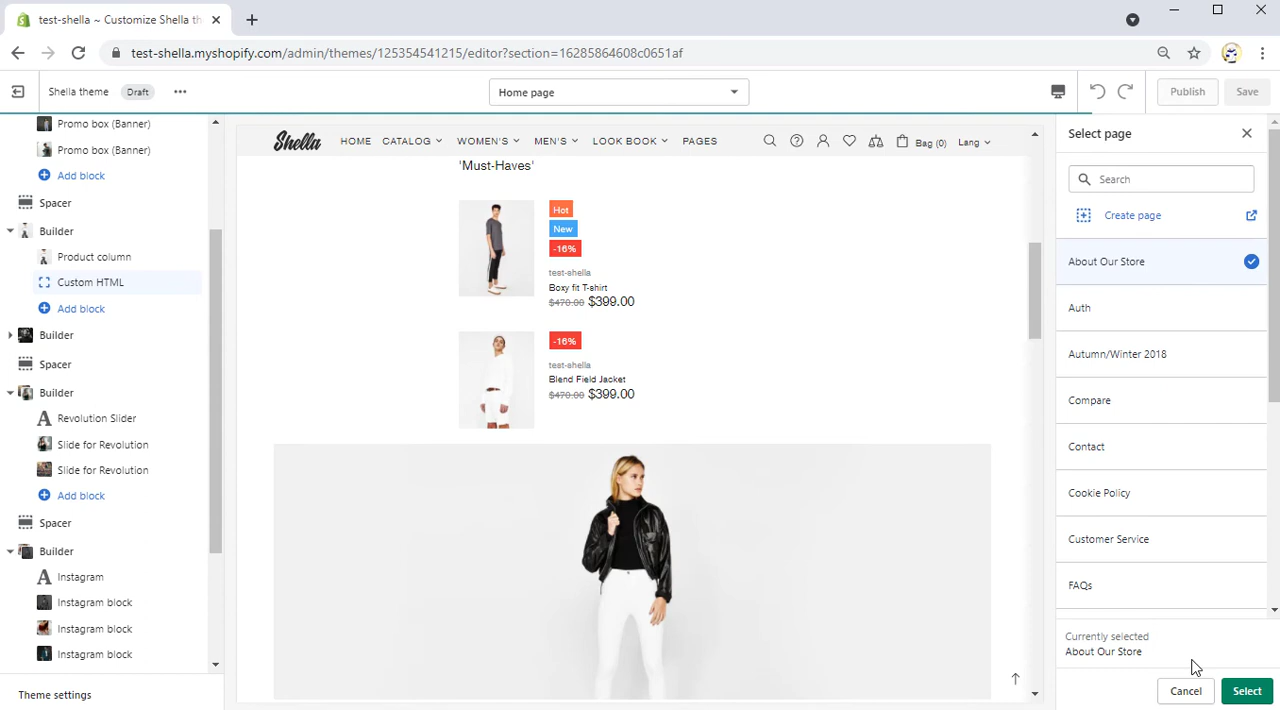 test-shella ~ Customize Shella th
test-shella.myshopify.com/admin/themes/125354541215/editor?section=16285864608c0651af
Shella theme
Draft
Home page
Publish
Save
Promo box (Banner)
Promo box (Banner)
Add block
Spacer
Builder
Product column
Custom HTML
Add block
Builder
Spacer
Builder
Revolution Slider
Slide for Revolution
Slide for Revolution
Add block
Spacer
Builder
Instagram
Instagram block
Instagram block
Instagram block
Theme settings
Shella
HOME
CATALOG
WOMEN'S
MEN'S
LOOK BOOK
PAGES
Bag (0)
Lang
'Must-Haves'
Hot
New
-16%
test-shella
Boxy fit T-shirt
$470.00 $399.00
-16%
test-shella
Blend Field Jacket
$470.00 $399.00
Select page
Search
Create page
About Our Store
Auth
Autumn/Winter 2018
Compare
Contact
Cookie Policy
Customer Service
FAQs
Currently selected
About Our Store
Cancel
Select